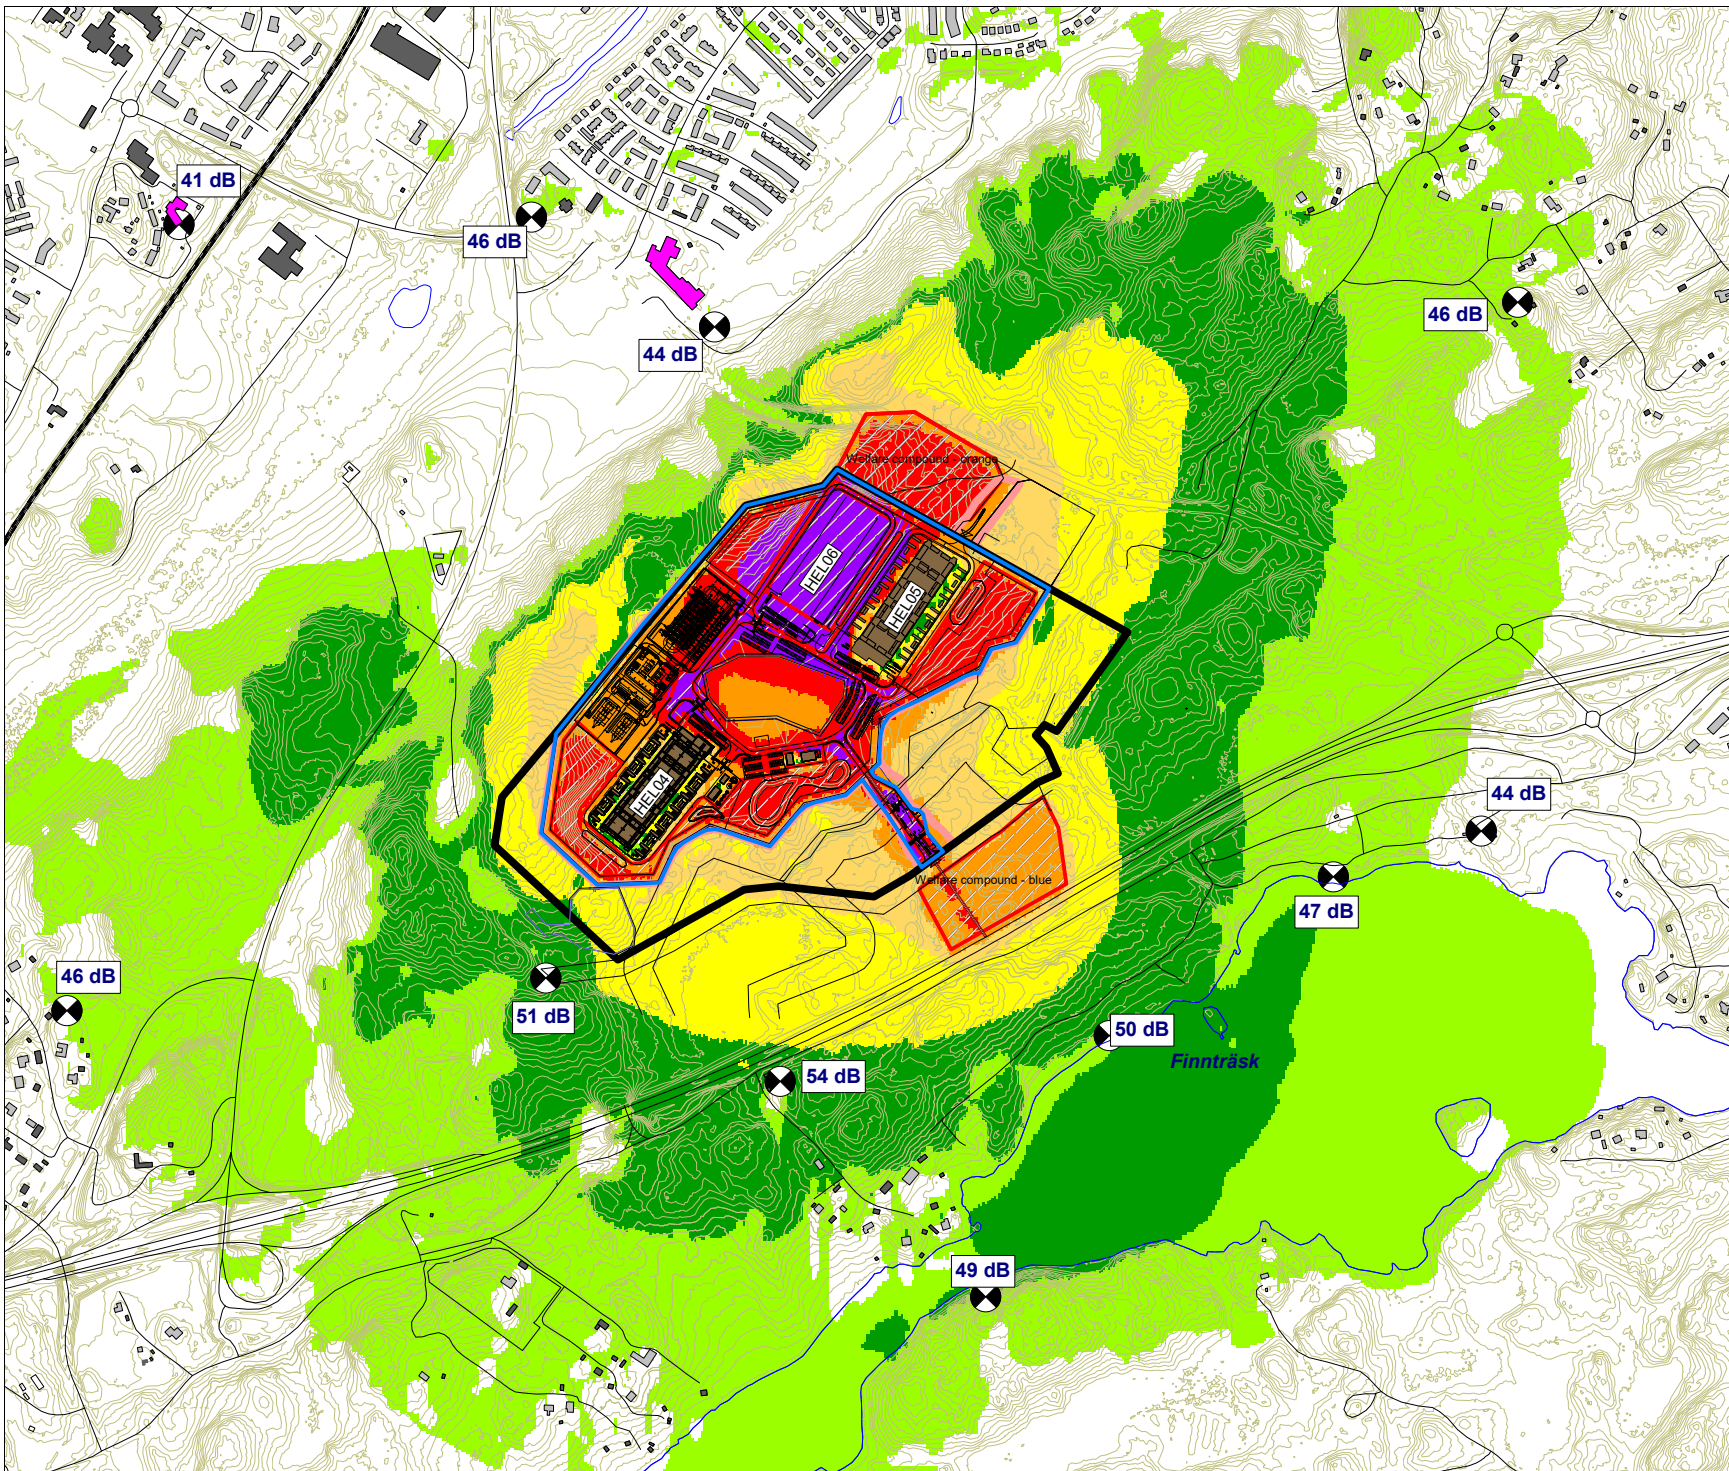 41 dB
46 dB
44 dB
46 dB
Welfare compound - orange
HEL06
HEL05
HEL04
44 dB
Welfare compound - blue
47 dB
46 dB
51 dB
50 dB
Finnträsk
54 dB
49 dB